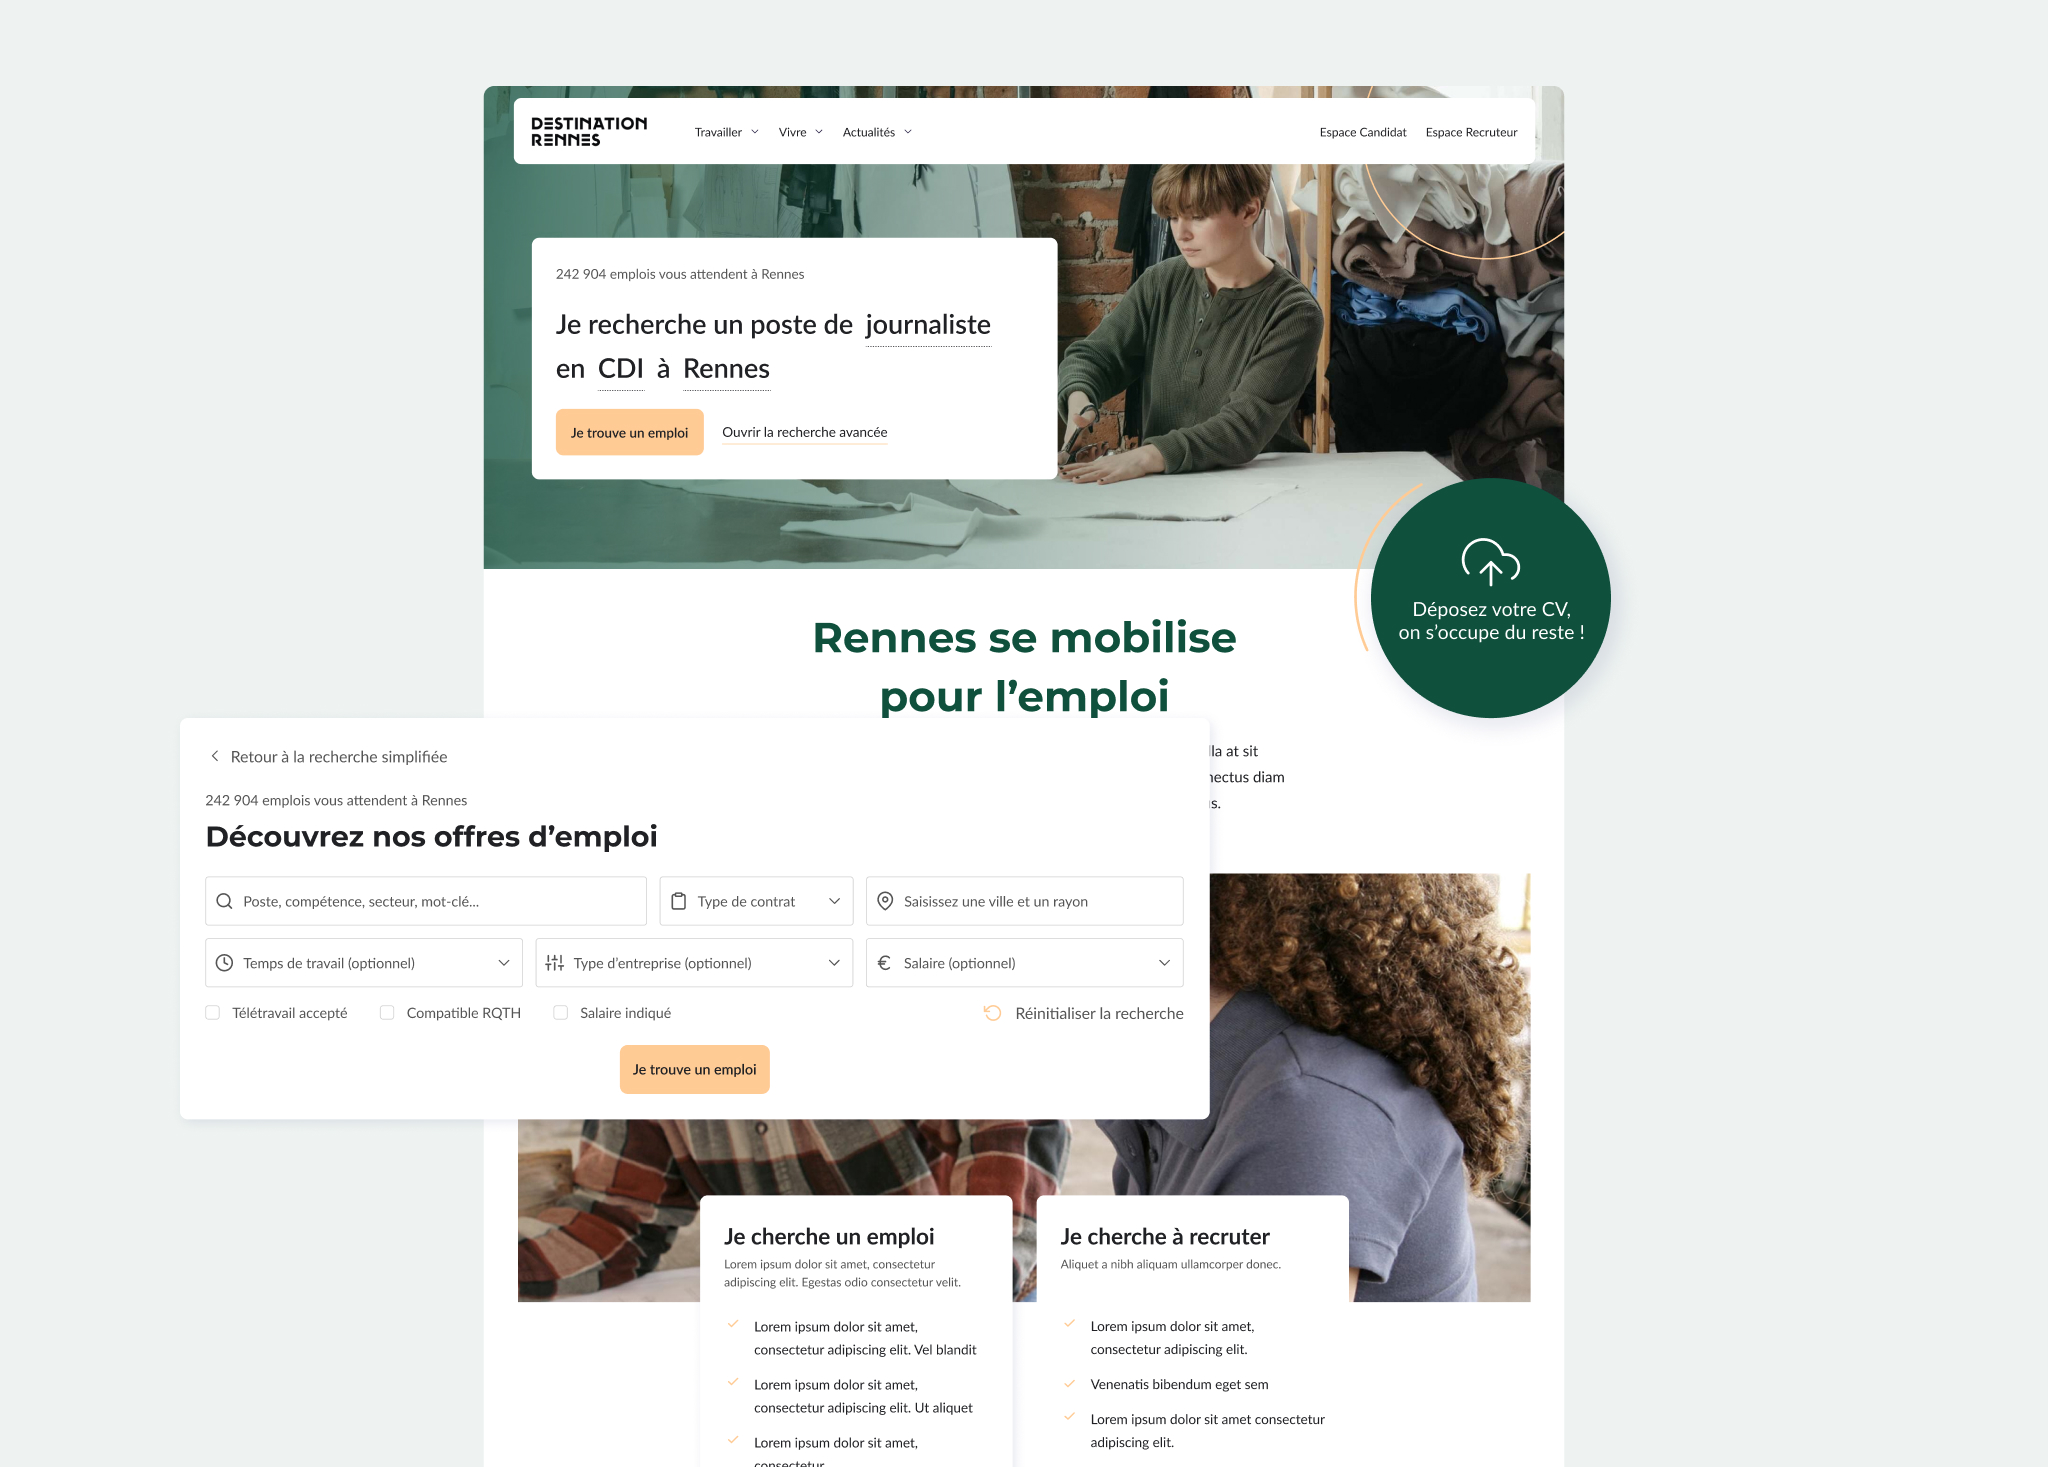 DESTINATION
RENNES
Travailler
Vivre
Actualités
Espace Candidat
Espace Recruteur
242 904 emplois vous attendent à Rennes
Je recherche un poste de journaliste
en CDI à Rennes
Je trouve un emploi
Ouvrir la recherche avancée
Déposez votre CV,
on s’occupe du reste !
Rennes se mobilise
pour l’emploi
at sit
diam
Retour à la recherche simplifiée
242 904 emplois vous attendent à Rennes
Découvrez nos offres d’emploi
Poste, compétence, secteur, mot-clé...
Type de contrat
Saisissez une ville et un rayon
Temps de travail (optionnel)
Type d’entreprise (optionnel)
Salaire (optionnel)
Télétravail accepté
Compatible RQTH
Salaire indiqué
Réinitialiser la recherche
Je trouve un emploi
Je cherche un emploi
Lorem ipsum dolor sit amet, consectetur
adipiscing elit. Egestas odio consectetur velit.
Lorem ipsum dolor sit amet,
consectetur adipiscing elit. Vel blandit
Lorem ipsum dolor sit amet,
consectetur adipiscing elit. Ut aliquet
Lorem ipsum dolor sit amet,
consectetur
Je cherche à recruter
Aliquet a nibh aliquam ullamcorper donec.
Lorem ipsum dolor sit amet,
consectetur adipiscing elit.
Venenatis bibendum eget sem
Lorem ipsum dolor sit amet consectetur
adipiscing elit.